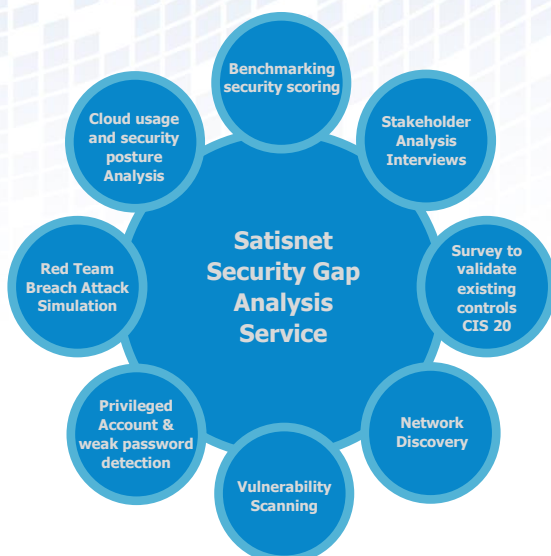 Benchmarking
security scoring
Stakeholder
Analysis
Interviews
Survey to
validate
existing
controls
CIS 20
Network
Discovery
Vulnerability
Scanning
Privileged
Account &
weak password
detection
Red Team
Breach Attack
Simulation
Cloud usage
and security
posture
Analysis
Satisnet
Security Gap
Analysis
Service